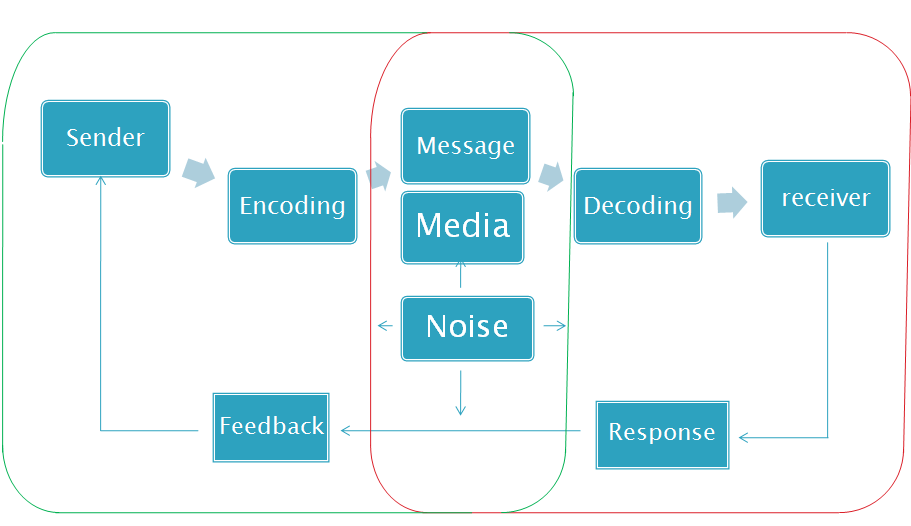 Sender
Encoding
Message
Media
Decoding
receiver
Noise
Feedback
Response